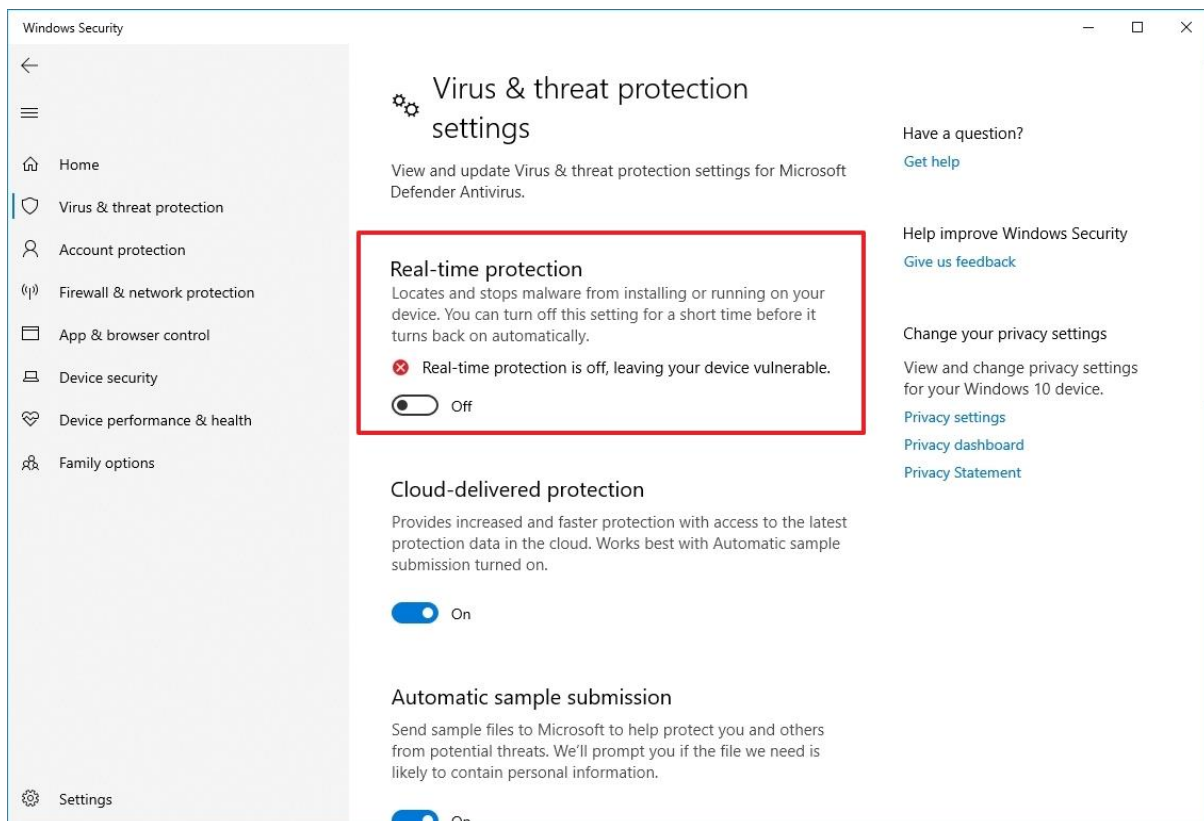 Windows Security
Home
Virus & threat protection
Account protection
Firewall & network protection
App & browser control
Device security
Device performance & health
Family options
Settings
Virus & threat protection
settings
View and update Virus & threat protection settings for Microsoft
Defender Antivirus.
Real-time protection
Locates and stops malware from installing or running on your
device. You can turn off this setting for a short time before it
turns back on automatically.
Real-time protection is off, leaving your device vulnerable.
Off
Cloud-delivered protection
Provides increased and faster protection with access to the latest
protection data in the cloud. Works best with Automatic sample
submission turned on.
On
Automatic sample submission
Send sample files to Microsoft to help protect you and others
from potential threats. We'll prompt you if the file we need is
likely to contain personal information.
On
Have a question?
Get help
Help improve Windows Security
Give us feedback
Change your privacy settings
View and change privacy settings
for your Windows 10 device.
Privacy settings
Privacy dashboard
Privacy Statement